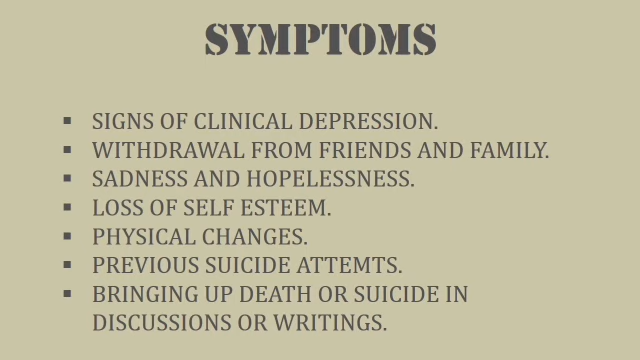 SYMPTOMS
▪ SIGNS OF CLINICAL DEPRESSION.
▪ WITHDRAWAL FROM FRIENDS AND FAMILY.
▪ SADNESS AND HOPELESSNESS.
▪ LOSS OF SELF ESTEEM.
▪ PHYSICAL CHANGES.
▪ PREVIOUS SUICIDE ATTEMTS.
▪ BRINGING UP DEATH OR SUICIDE IN
DISCUSSIONS OR WRITINGS.